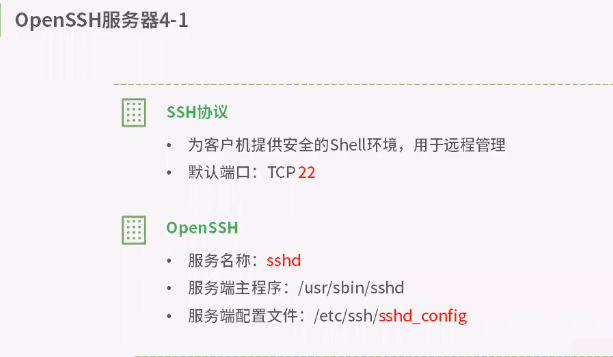 OpenSSH服务器4-1
SSH协议
• 为客户机提供安全的Shell环境，用于远程管理
• 默认端口：TCP 22
OpenSSH
• 服务名称：sshd
• 服务端主程序：/usr/sbin/sshd
• 服务端配置文件：/etc/ssh/sshd_config